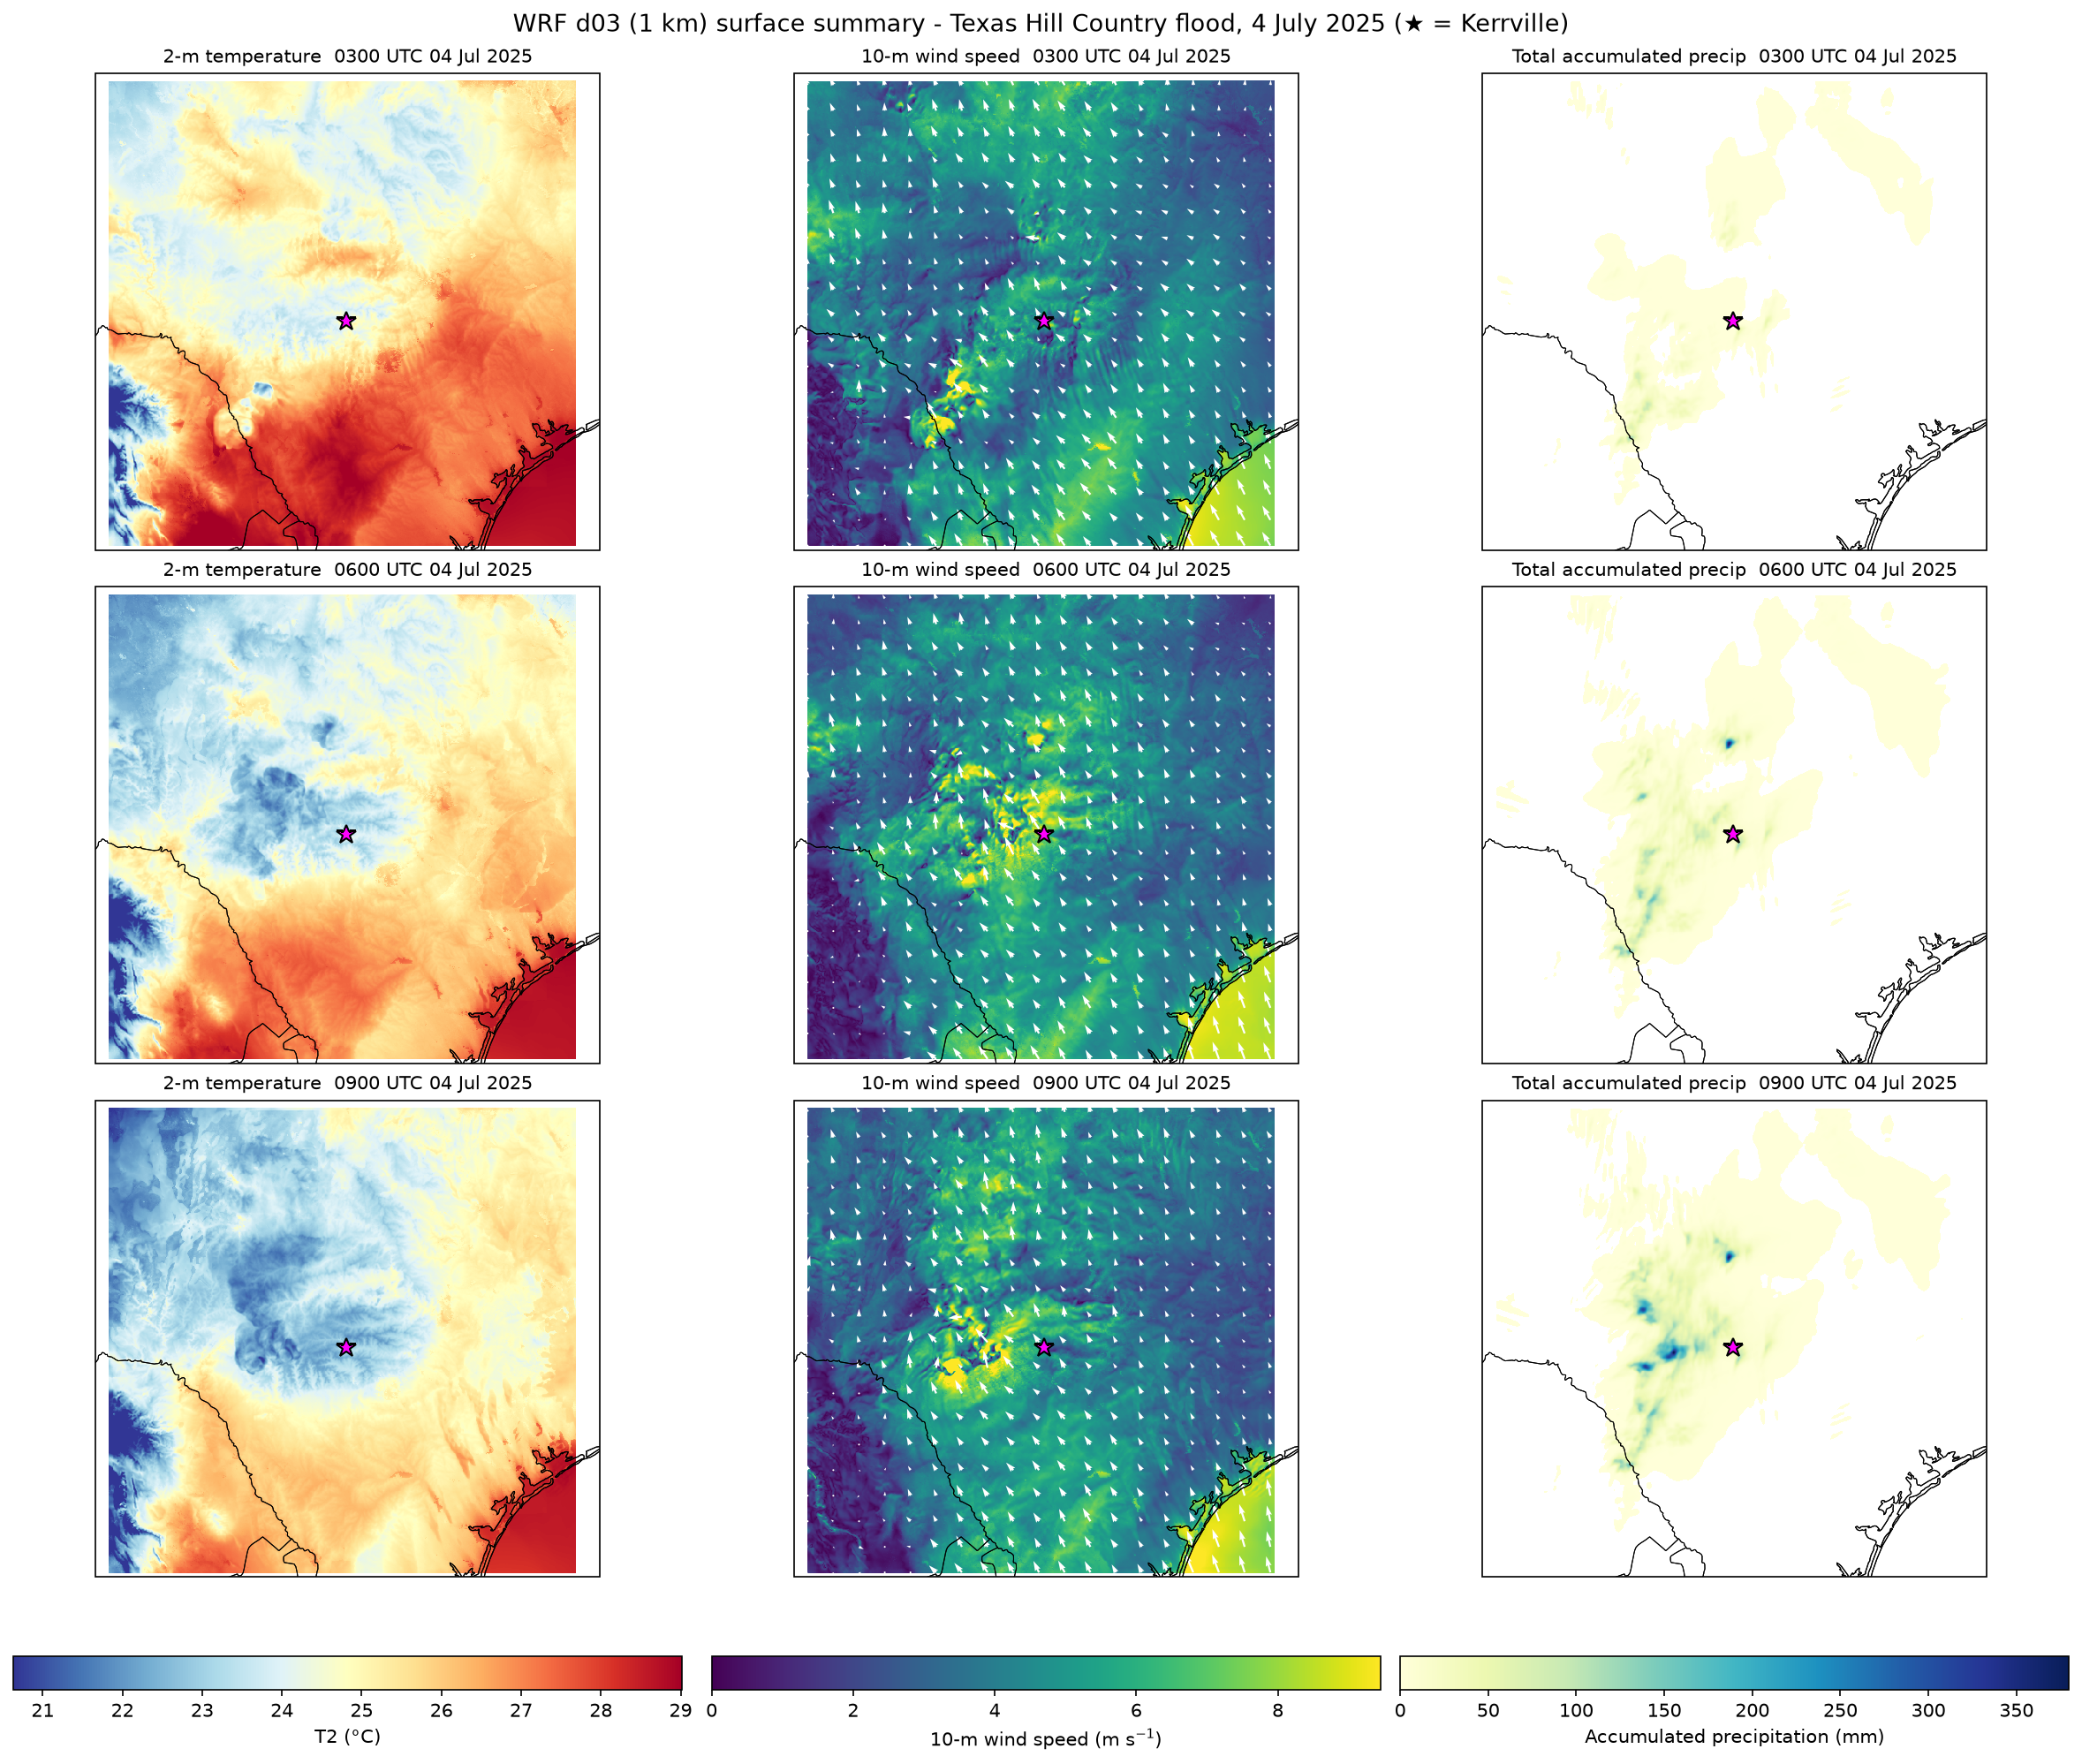 WRF d03 (1 km) surface summary - Texas Hill Country flood, 4 July 2025 (★ = Kerrville)
2-m temperature  0300 UTC 04 Jul 2025
10-m wind speed  0300 UTC 04 Jul 2025
Total accumulated precip  0300 UTC 04 Jul 2025
2-m temperature  0600 UTC 04 Jul 2025
10-m wind speed  0600 UTC 04 Jul 2025
Total accumulated precip  0600 UTC 04 Jul 2025
2-m temperature  0900 UTC 04 Jul 2025
10-m wind speed  0900 UTC 04 Jul 2025
Total accumulated precip  0900 UTC 04 Jul 2025
21 22 23 24 25 26 27 28 29
T2 (°C)
0 2 4 6 8
10-m wind speed (m s⁻¹)
0 50 100 150 200 250 300 350
Accumulated precipitation (mm)